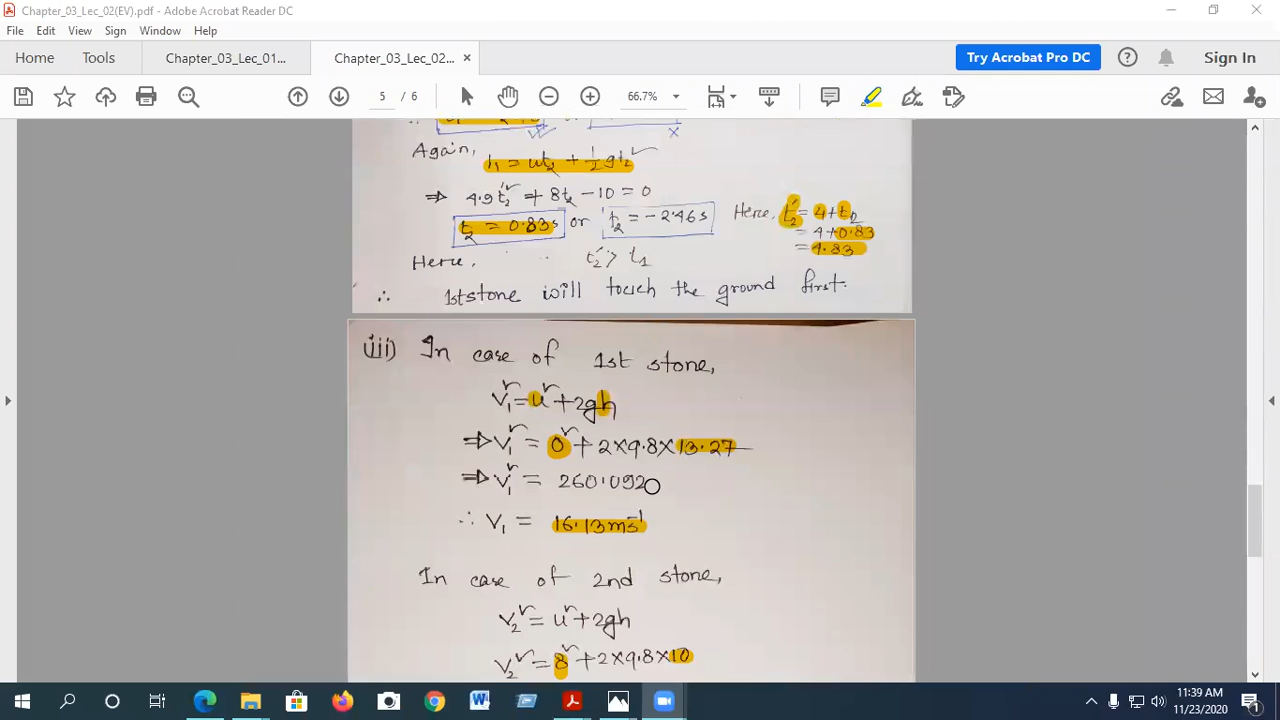 Chapter_03_Lec_02(EV).pdf - Adobe Acrobat Reader DC
File Edit View Sign Window Help
Home Tools Chapter_03_Lec_01... Chapter_03_Lec_02... × Try Acrobat Pro DC Sign In
5 / 6 66.7%
Again, h = ut₂ + ½gt₂²
⇒ 4.9t₂² + 8t₂ - 10 = 0
t₂ = 0.83s or t₂ = -2.46s
Here, t₂' = 4 + t₂
= 4 + 0.83
= 4.83
Here, t₂' > t₁
∴ 1st stone will touch the ground first.
iii) In case of 1st stone,
V₁² = u² + 2gh
⇒ V₁² = 0² + 2×9.8×13.27
⇒ V₁² = 260.092
∴ V₁ = 16.13 ms⁻¹
In case of 2nd stone,
V₂² = u² + 2gh
V₂² = 8² + 2×9.8×10
11:39 AM
11/23/2020